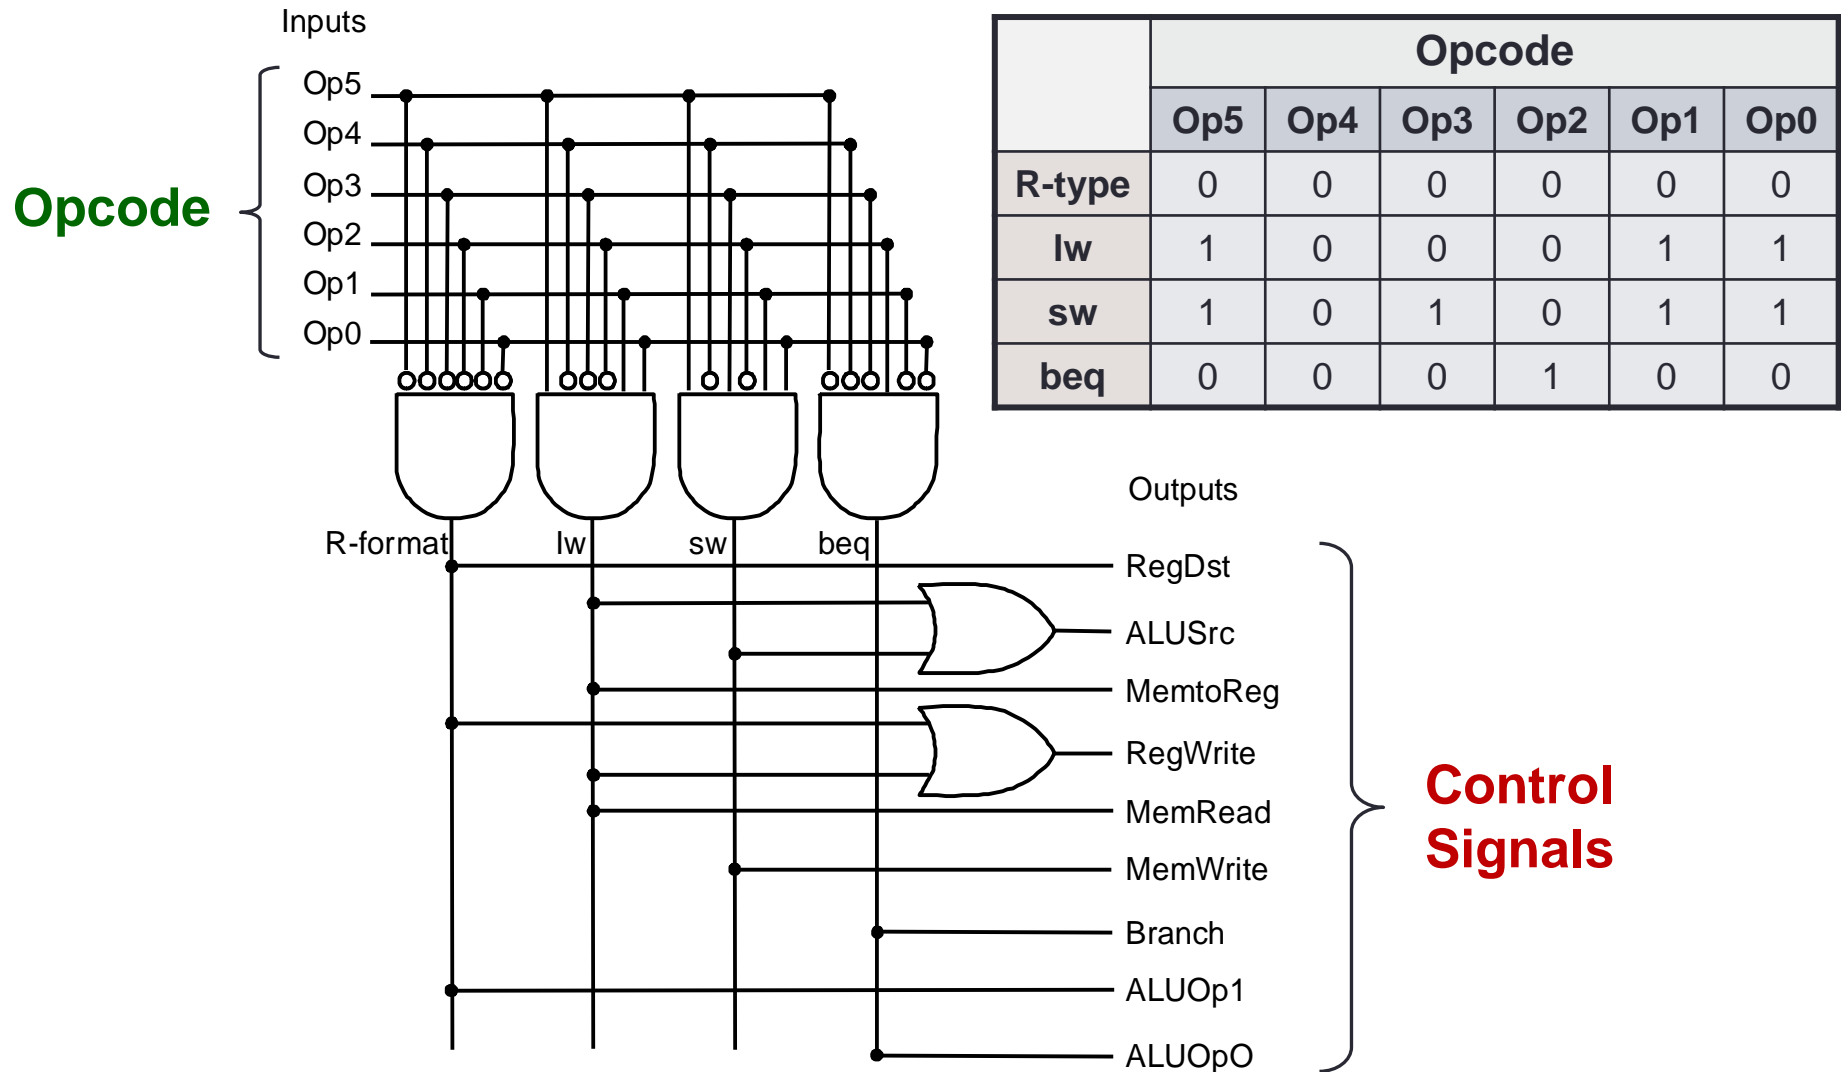 Inputs
Opcode
Op5
Op4
Op3
Op2
Op1
Op0
Opcode
Op5 Op4 Op3 Op2 Op1 Op0
R-type 0 0 0 0 0 0
lw 1 0 0 0 1 1
sw 1 0 1 0 1 1
beq 0 0 0 1 0 0
R-format lw sw beq
Outputs
RegDst
ALUSrc
MemtoReg
RegWrite
MemRead
MemWrite
Branch
ALUOp1
ALUOpO
Control
Signals